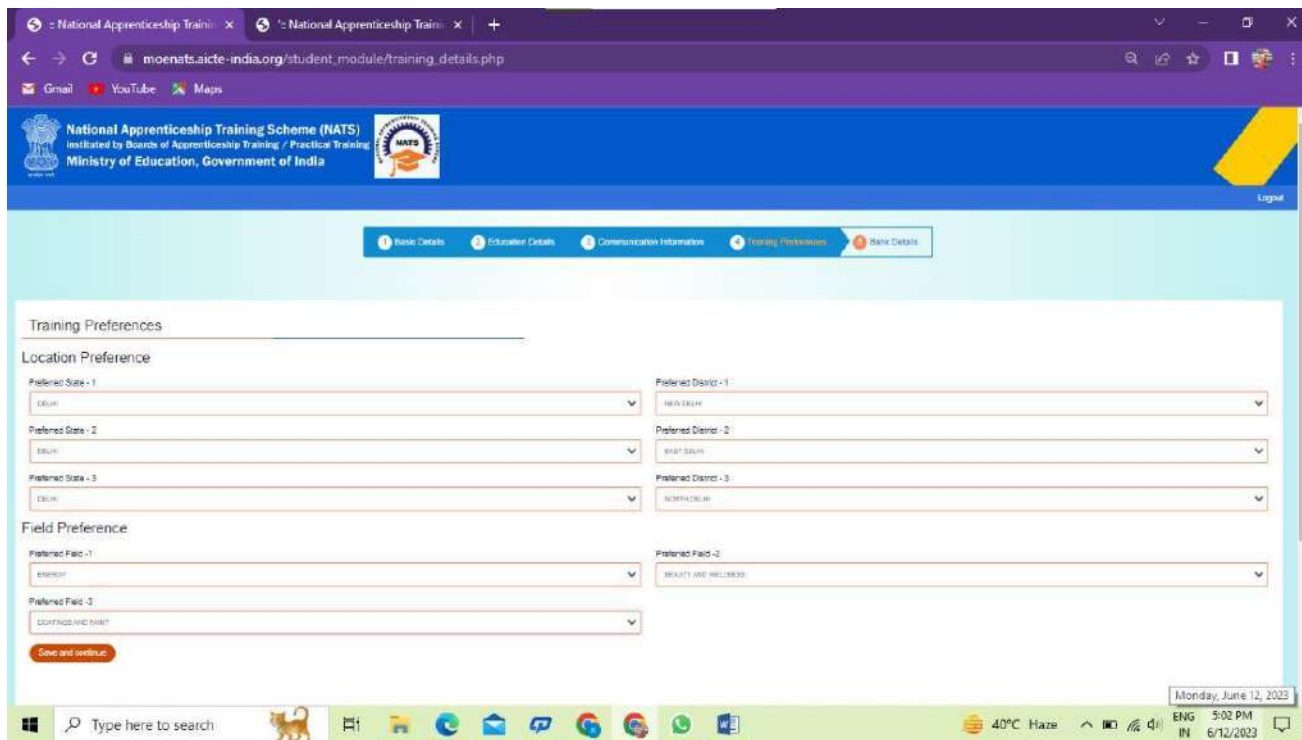 :: National Apprenticeship Trainin
':: National Apprenticeship Traini
moenats.aicte-india.org/student_module/training_details.php
Gmail YouTube Maps
National Apprenticeship Training Scheme (NATS)
Instituted by Boards of Apprenticeship Training / Practical Training
Ministry of Education, Government of India
NATS
Logout
1 Basic Details 2 Education Details 3 Communication Information 4 Training Preferences 5 Bank Details
Training Preferences
Location Preference
Preferred State - 1 Preferred District - 1
DELHI NEW DELHI
Preferred State - 2 Preferred District - 2
DELHI EAST DELHI
Preferred State - 3 Preferred District - 3
DELHI NORTH DELHI
Field Preference
Preferred Field -1 Preferred Field -2
ENERGY BEAUTY AND WELLNESS
Preferred Field -3
COATINGS AND PAINT
Save and continue
Monday, June 12, 2023
Type here to search
40°C Haze
ENG
IN
5:02 PM
6/12/2023